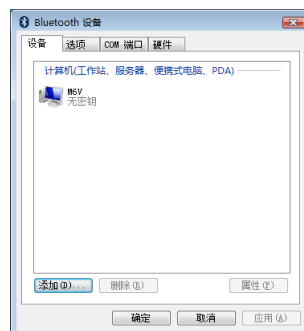 Bluetooth 设备
设备 选项 COM 端口 硬件
计算机(工作站、服务器、便携式电脑、PDA)
M6V
无密钥
添加(D)... 删除(R) 属性(P)
确定 取消 应用(A)